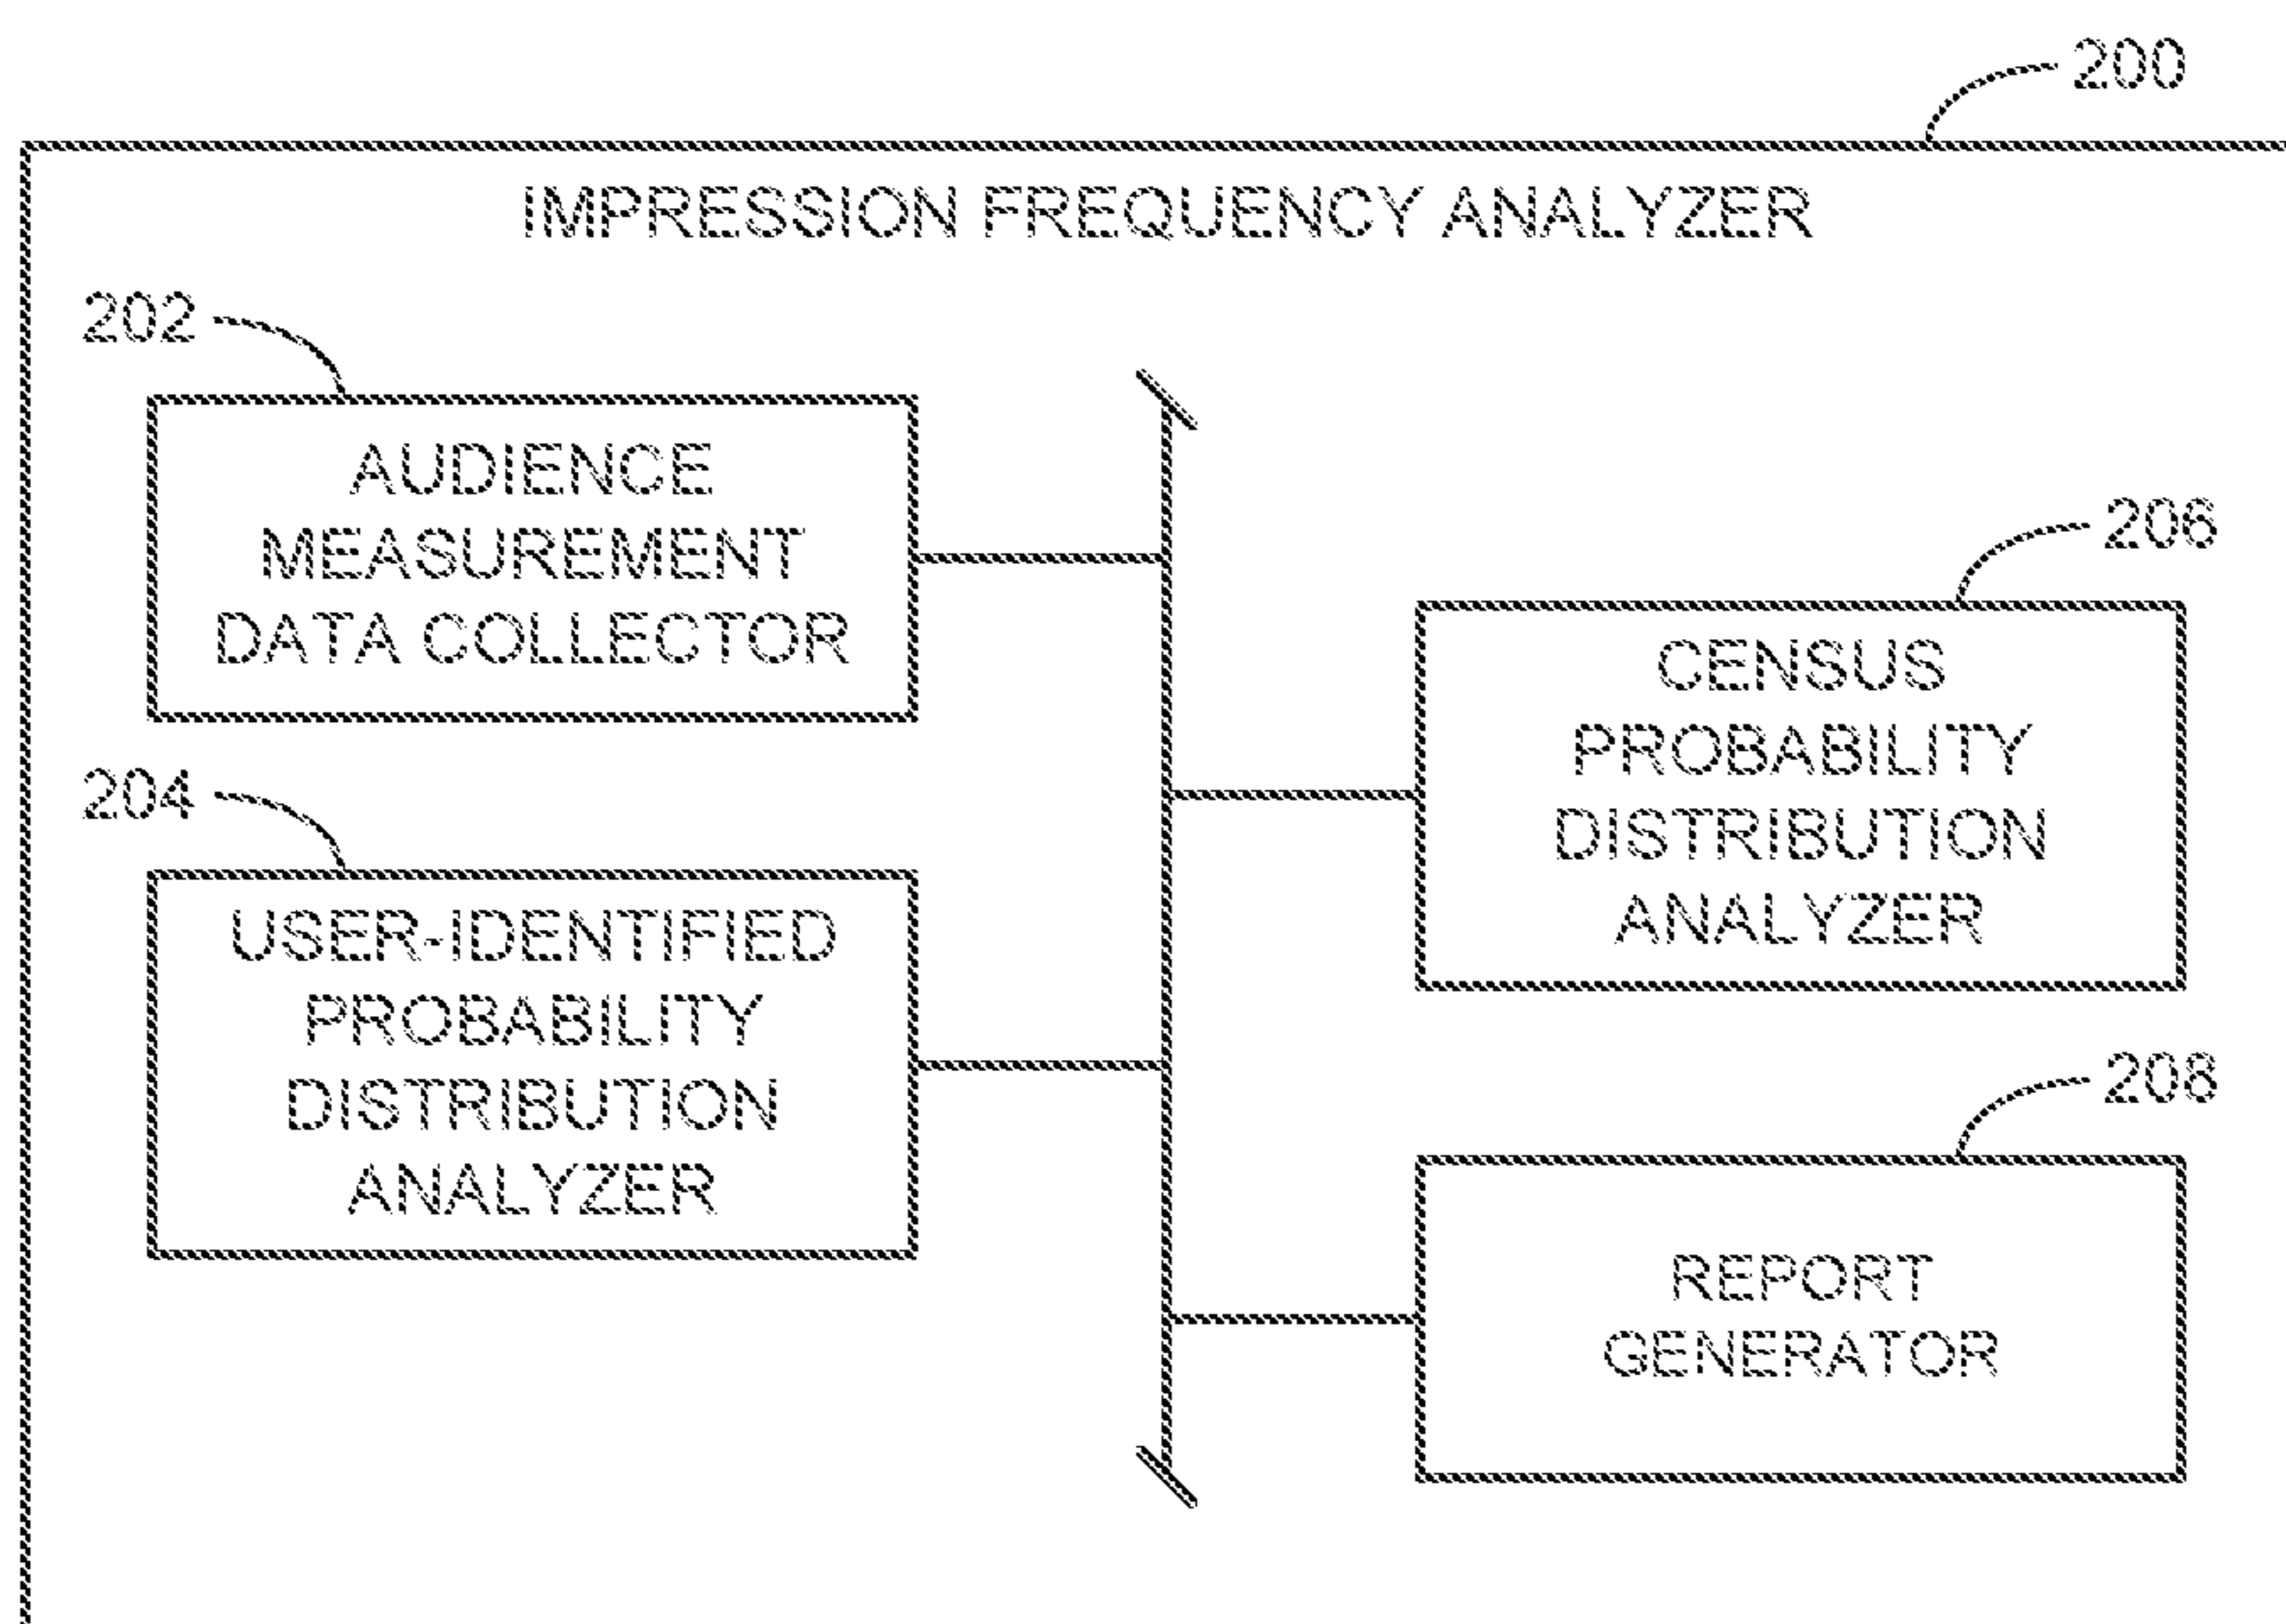 200
IMPRESSION FREQUENCY ANALYZER
202
AUDIENCE
MEASUREMENT
DATA COLLECTOR
204
USER-IDENTIFIED
PROBABILITY
DISTRIBUTION
ANALYZER
206
CENSUS
PROBABILITY
DISTRIBUTION
ANALYZER
208
REPORT
GENERATOR